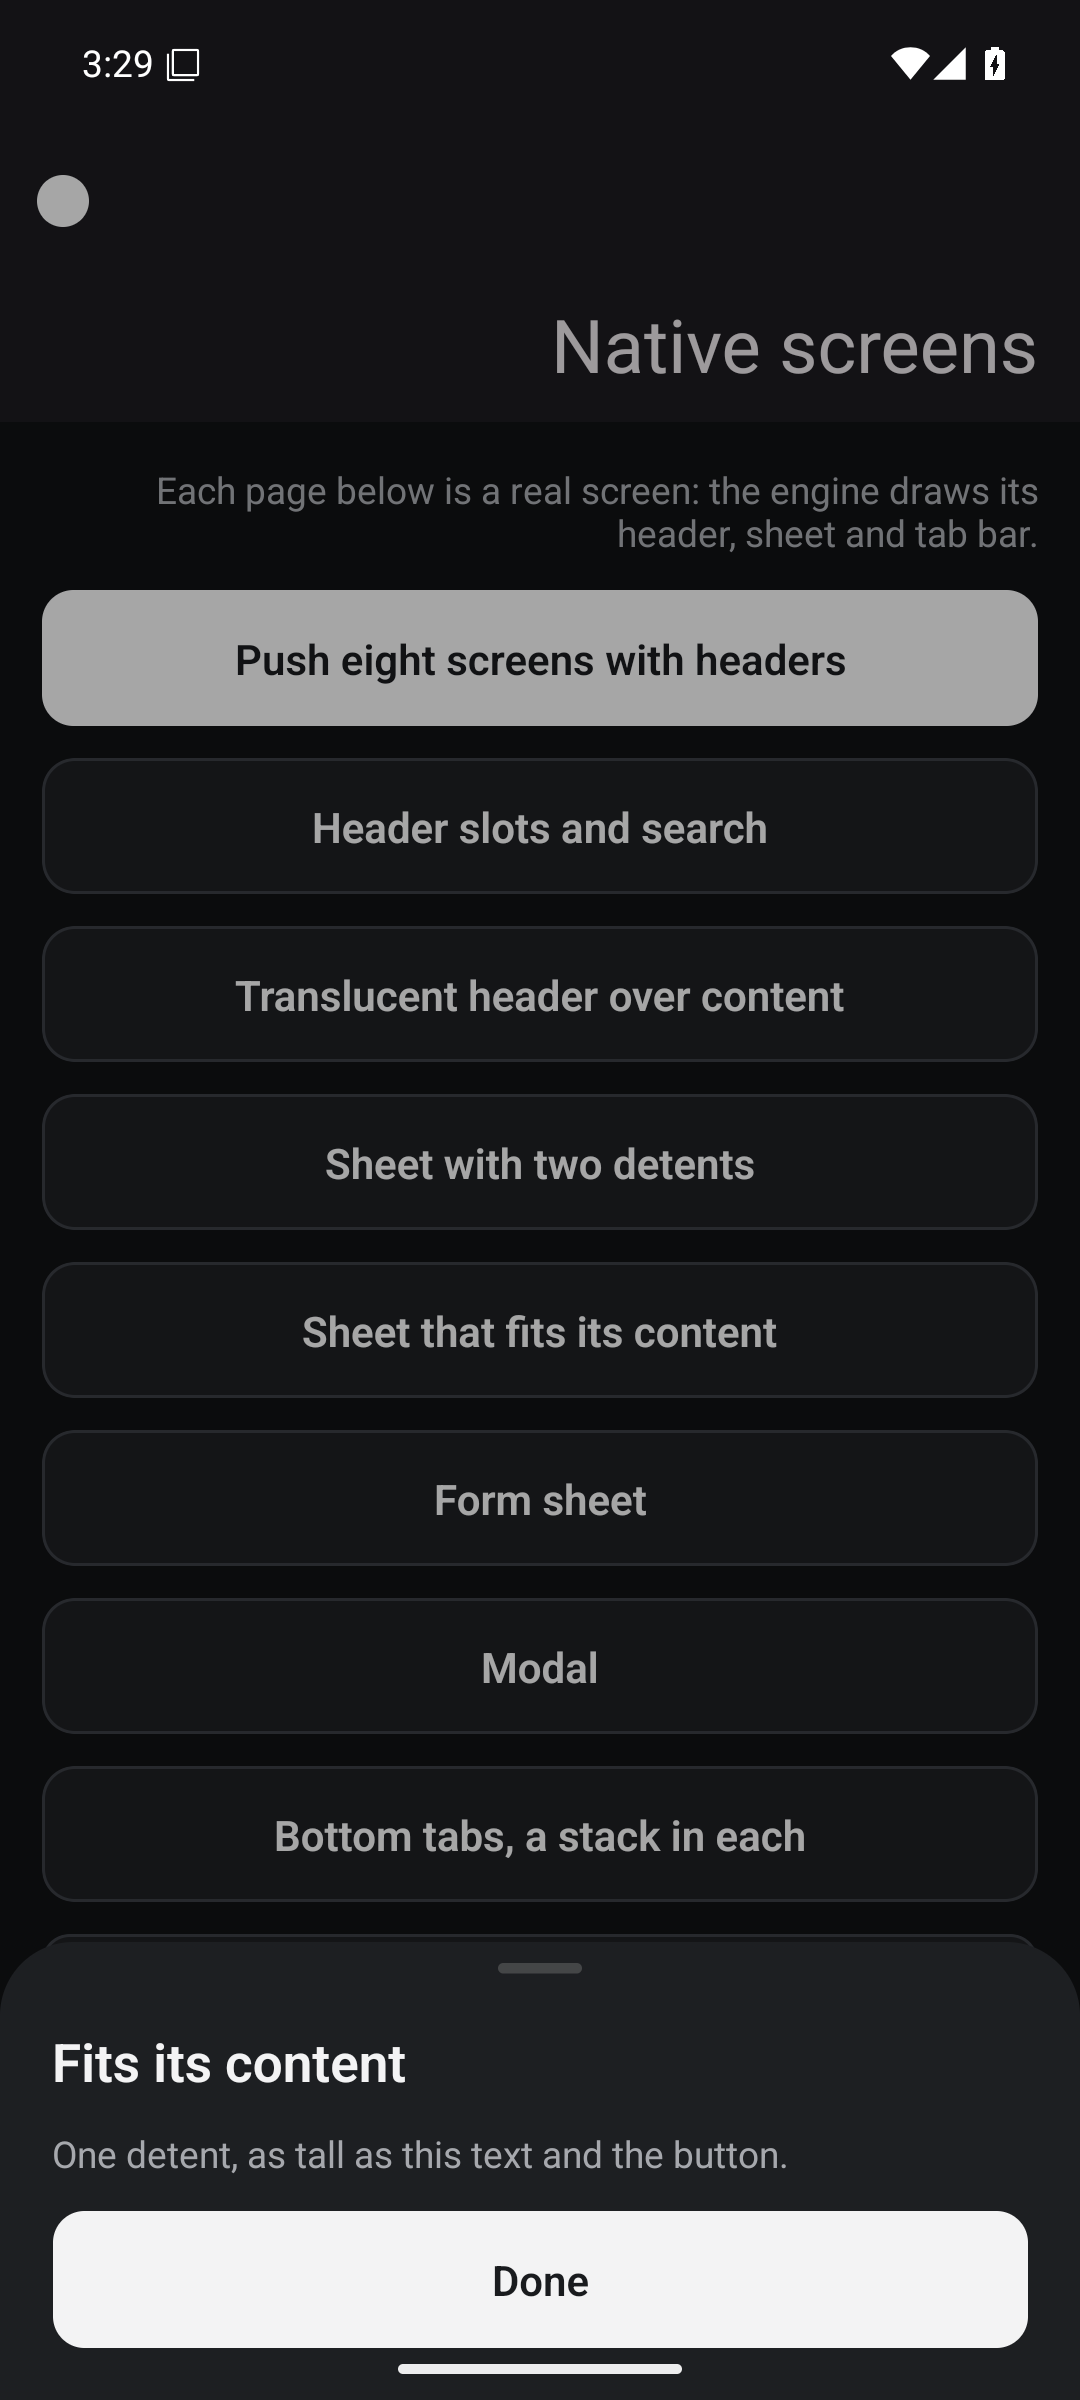 3:29
Native screens
Each page below is a real screen: the engine draws its
header, sheet and tab bar.
Push eight screens with headers
Header slots and search
Translucent header over content
Sheet with two detents
Sheet that fits its content
Form sheet
Modal
Bottom tabs, a stack in each
Fits its content
One detent, as tall as this text and the button.
Done